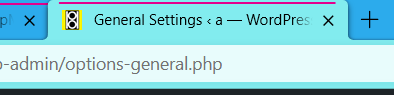 General Settings ‹ a — WordPres
-admin/options-general.php